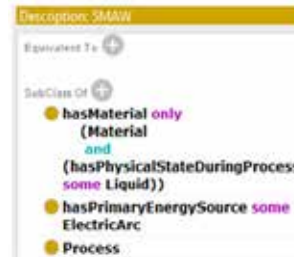 Description: SMAW
Equivalent To
SubClass Of
hasMaterial only
(Material
and
(hasPhysicalStateDuringProcess
some Liquid))
hasPrimaryEnergySource some
ElectricArc
Process